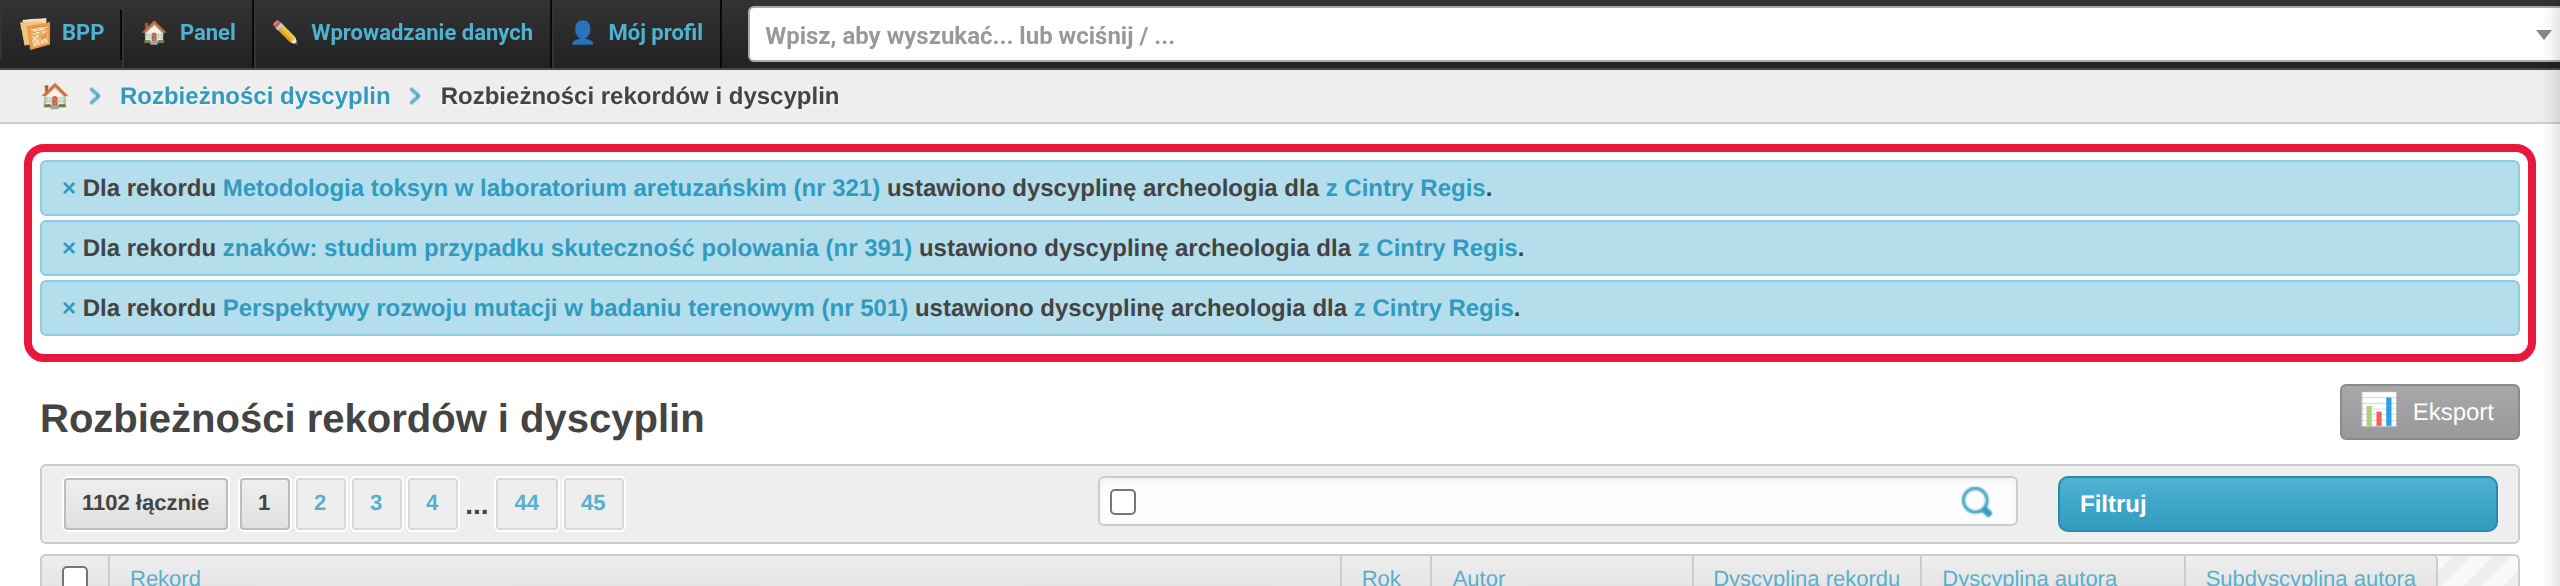 BPP Panel Wprowadzanie danych Mój profil Wpisz, aby wyszukać... lub wciśnij / ...
Rozbieżności dyscyplin Rozbieżności rekordów i dyscyplin
× Dla rekordu Metodologia toksyn w laboratorium aretuzańskim (nr 321) ustawiono dyscyplinę archeologia dla z Cintry Regis.
× Dla rekordu znaków: studium przypadku skuteczność polowania (nr 391) ustawiono dyscyplinę archeologia dla z Cintry Regis.
× Dla rekordu Perspektywy rozwoju mutacji w badaniu terenowym (nr 501) ustawiono dyscyplinę archeologia dla z Cintry Regis.
Rozbieżności rekordów i dyscyplin Eksport
1102 łącznie 1 2 3 4 ... 44 45 Filtruj
Rekord Rok Autor Dyscyplina rekordu Dyscyplina autora Subdyscyplina autora